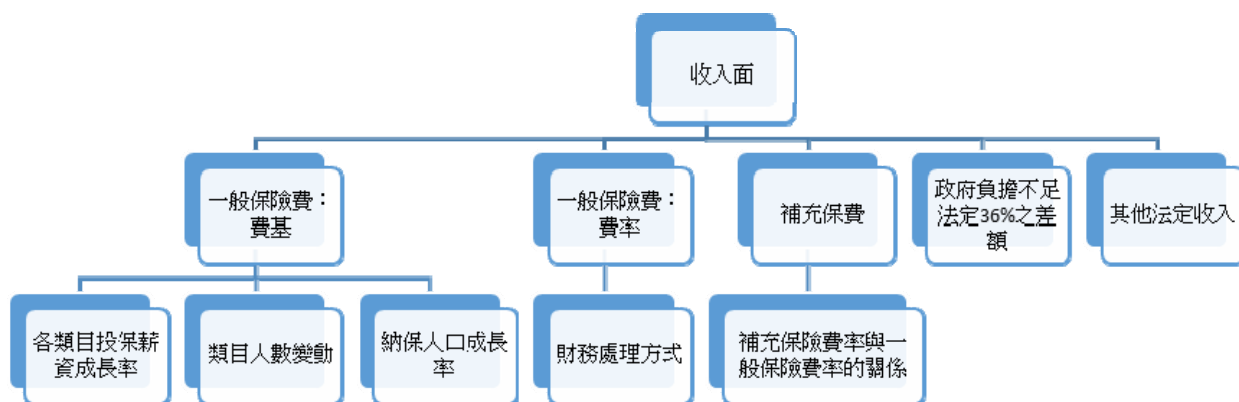 收入面
一般保險費：
費基
一般保險費：
費率
補充保費
政府負擔不足
法定36%之差
額
其他法定收入
各類目投保薪
資成長率
類目人數變動
納保人口成長
率
財務處理方式
補充保險費率與一
般保險費率的關係